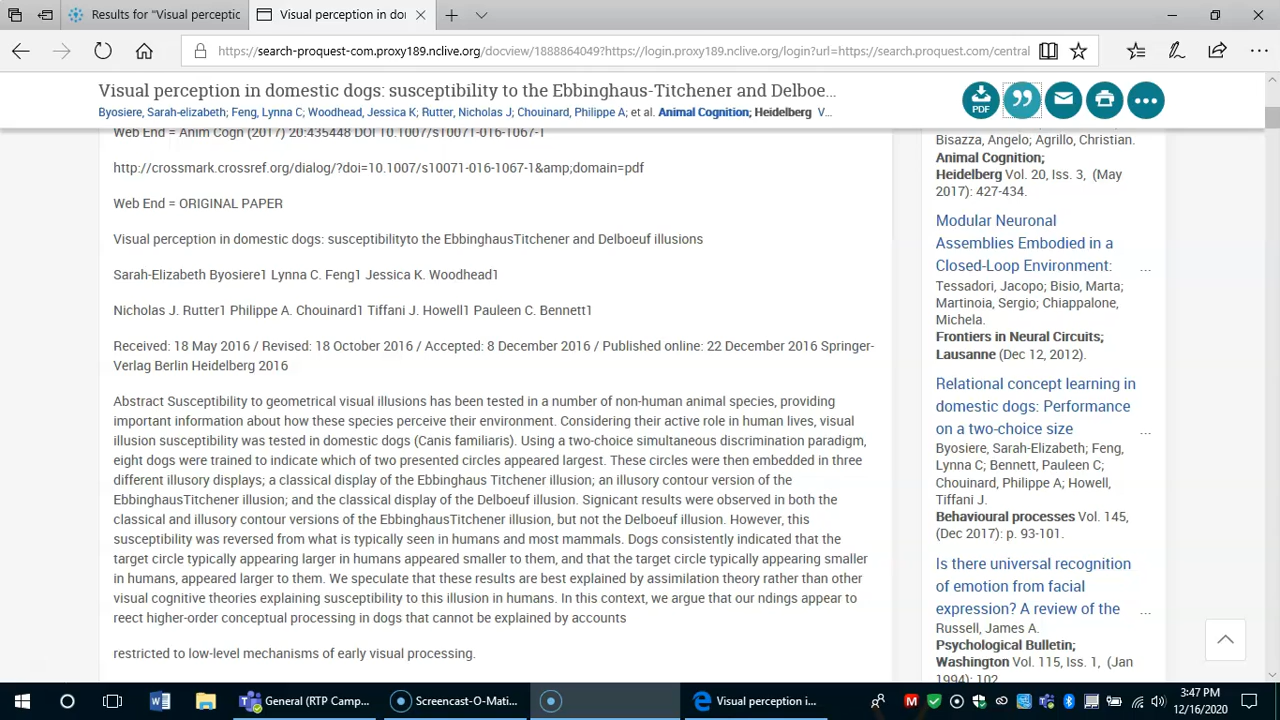 Results for "Visual perceptic
Visual perception in do
https://search-proquest-com.proxy189.nclive.org/docview/1888864049?https://login.proxy189.nclive.org/login?url=https://search.proquest.com/central
Visual perception in domestic dogs: susceptibility to the Ebbinghaus-Titchener and Delboe...
Byosiere, Sarah-elizabeth; Feng, Lynna C; Woodhead, Jessica K; Rutter, Nicholas J; Chouinard, Philippe A; et al. Animal Cognition; Heidelberg V...
PDF
Web End = Anim Cogn (2017) 20:435448 DOI 10.1007/s10071-016-1067-1
http://crossmark.crossref.org/dialog/?doi=10.1007/s10071-016-1067-1&amp;domain=pdf
Web End = ORIGINAL PAPER
Visual perception in domestic dogs: susceptibilityto the EbbinghausTitchener and Delboeuf illusions
Sarah-Elizabeth Byosiere1 Lynna C. Feng1 Jessica K. Woodhead1
Nicholas J. Rutter1 Philippe A. Chouinard1 Tiffani J. Howell1 Pauleen C. Bennett1
Received: 18 May 2016 / Revised: 18 October 2016 / Accepted: 8 December 2016 / Published online: 22 December 2016 Springer-
Verlag Berlin Heidelberg 2016
Abstract Susceptibility to geometrical visual illusions has been tested in a number of non-human animal species, providing
important information about how these species perceive their environment. Considering their active role in human lives, visual
illusion susceptibility was tested in domestic dogs (Canis familiaris). Using a two-choice simultaneous discrimination paradigm,
eight dogs were trained to indicate which of two presented circles appeared largest. These circles were then embedded in three
different illusory displays; a classical display of the Ebbinghaus Titchener illusion; an illusory contour version of the
EbbinghausTitchener illusion; and the classical display of the Delboeuf illusion. Signicant results were observed in both the
classical and illusory contour versions of the EbbinghausTitchener illusion, but not the Delboeuf illusion. However, this
susceptibility was reversed from what is typically seen in humans and most mammals. Dogs consistently indicated that the
target circle typically appearing larger in humans appeared smaller to them, and that the target circle typically appearing smaller
in humans, appeared larger to them. We speculate that these results are best explained by assimilation theory rather than other
visual cognitive theories explaining susceptibility to this illusion in humans. In this context, we argue that our ndings appear to
reect higher-order conceptual processing in dogs that cannot be explained by accounts
restricted to low-level mechanisms of early visual processing.
Bisazza, Angelo; Agrillo, Christian.
Animal Cognition;
Heidelberg Vol. 20, Iss. 3, (May
2017): 427-434.
Modular Neuronal
Assemblies Embodied in a
Closed-Loop Environment: ...
Tessadori, Jacopo; Bisio, Marta;
Martinoia, Sergio; Chiappalone,
Michela.
Frontiers in Neural Circuits;
Lausanne (Dec 12, 2012).
Relational concept learning in
domestic dogs: Performance
on a two-choice size ...
Byosiere, Sarah-Elizabeth; Feng,
Lynna C; Bennett, Pauleen C;
Chouinard, Philippe A; Howell,
Tiffani J.
Behavioural processes Vol. 145,
(Dec 2017): p. 93-101.
Is there universal recognition
of emotion from facial
expression? A review of the ...
Russell, James A.
Psychological Bulletin;
Washington Vol. 115, Iss. 1, (Jan
1994): 102.
General (RTP Camp...
Screencast-O-Mati...
Visual perception i...
3:47 PM
12/16/2020